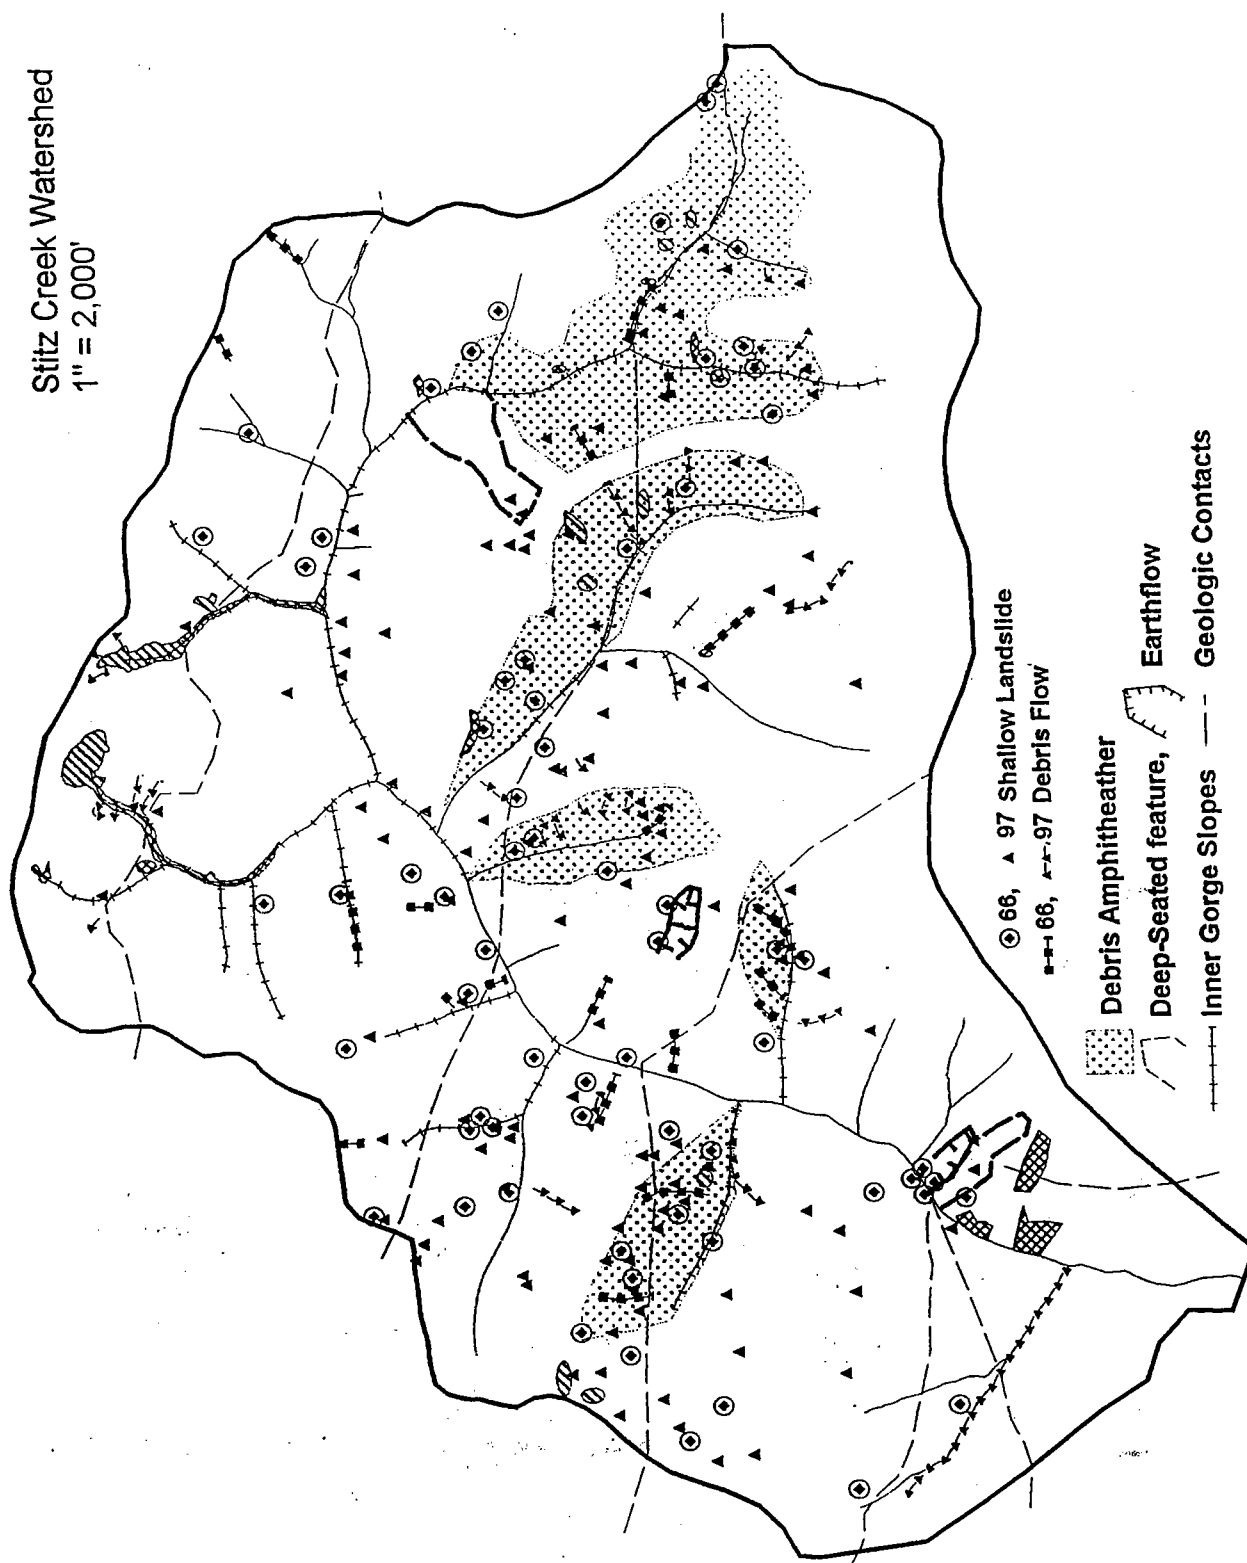 Stitz Creek Watershed
1" = 2,000'
66, 97 Shallow Landslide
66, 97 Debris Flow
Debris Amphitheather
Deep-Seated feature, Earthflow
Inner Gorge Slopes Geologic Contacts